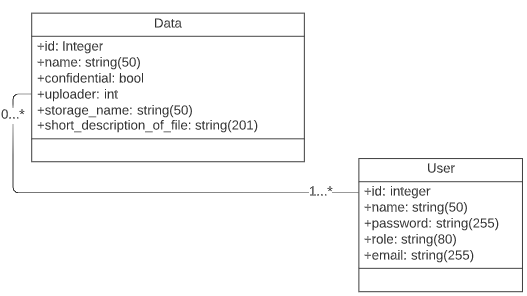 Data
+id: Integer
+name: string(50)
+confidential: bool
+uploader: int
+storage_name: string(50)
+short_description_of_file: string(201)
0...*
1...*
User
+id: integer
+name: string(50)
+password: string(255)
+role: string(80)
+email: string(255)